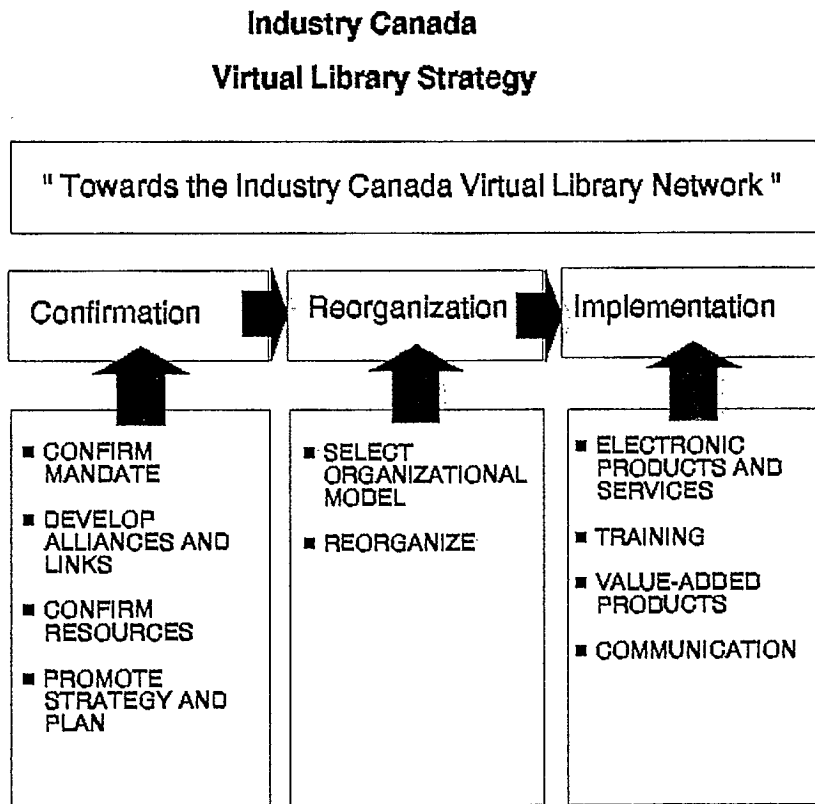 Industry Canada
Virtual Library Strategy
" Towards the Industry Canada Virtual Library Network "
Confirmation
Reorganization
Implementation
■ CONFIRM
MANDATE
■ DEVELOP
ALLIANCES AND
LINKS
■ CONFIRM
RESOURCES
■ PROMOTE
STRATEGY AND
PLAN
■ SELECT
ORGANIZATIONAL
MODEL
■ REORGANIZE
■ ELECTRONIC
PRODUCTS AND
SERVICES
■ TRAINING
■ VALUE-ADDED
PRODUCTS
■ COMMUNICATION